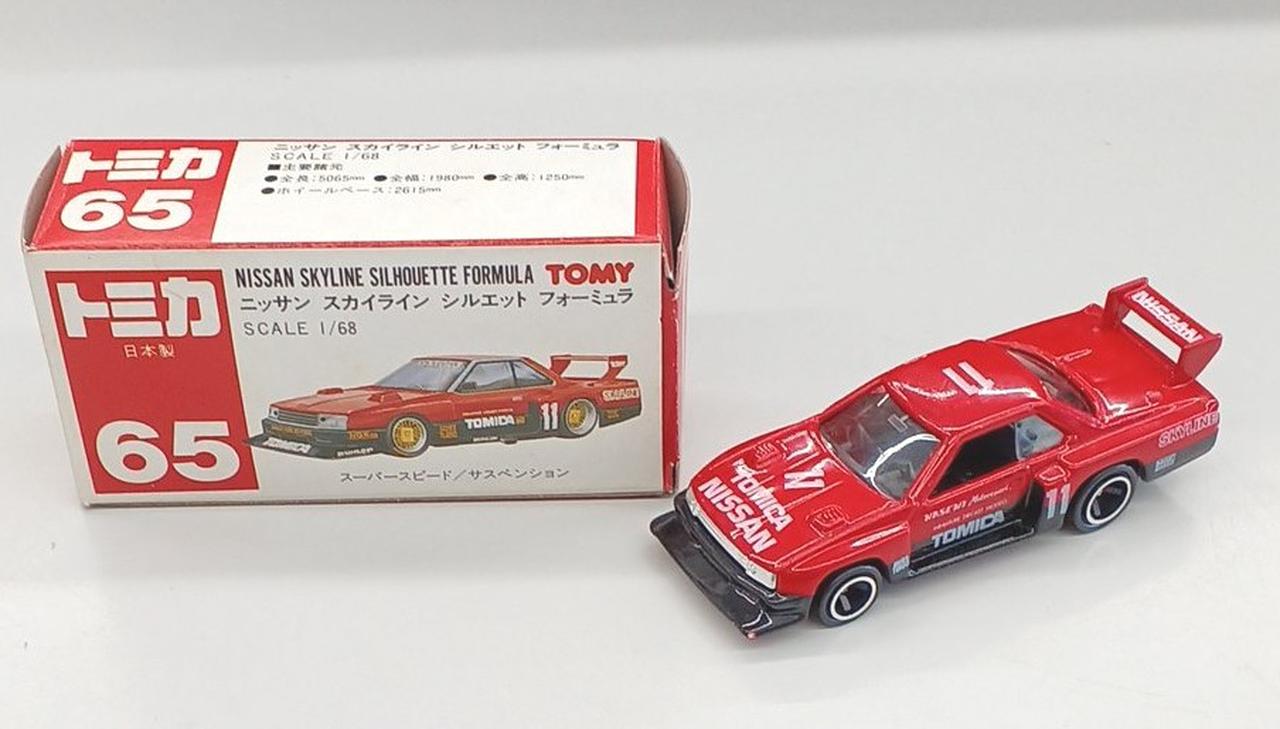 トミカ
65
ニッサン スカイライン シルエット フォーミュラ
SCALE 1/68
■主要諸元
●全長:5065mm ●全幅:1980mm ●全高:1250mm
●ホイールベース:2615mm
トミカ
日本製
65
NISSAN SKYLINE SILHOUETTE FORMULA TOMY
ニッサン スカイライン シルエット フォーミュラ
SCALE 1/68
TOMICA
11
スーパースピード/サスペンション
NISSAN
11
SKYLINE
11
TOMICA
NISSAN
TOMICA